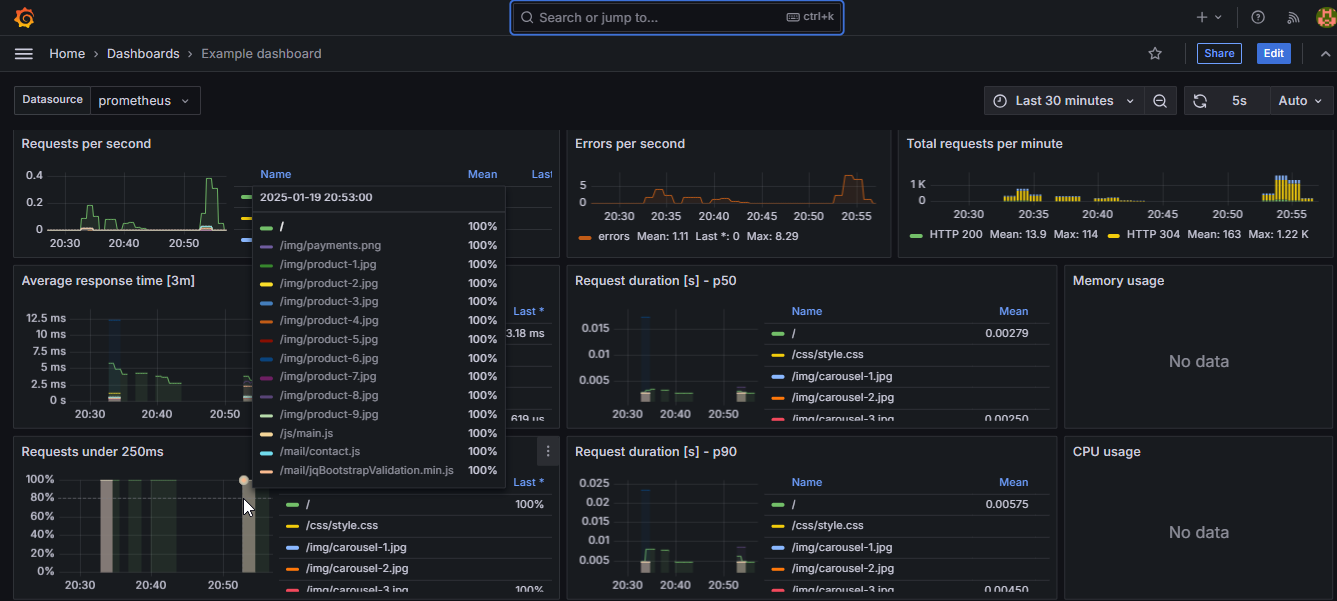 Search or jump to... ctrl+k
Home › Dashboards › Example dashboard Share Edit
Datasource prometheus Last 30 minutes 5s Auto
Requests per second
0.4
0.2
0
20:30 20:40 20:50
Name Mean Last
Errors per second
5
0
20:30 20:35 20:40 20:45 20:50 20:55
errors Mean: 1.11 Last *: 0 Max: 8.29
Total requests per minute
1 K
0
20:30 20:35 20:40 20:45 20:50 20:55
HTTP 200 Mean: 13.9 Max: 114 HTTP 304 Mean: 163 Max: 1.22 K
2025-01-19 20:53:00
/ 100%
/img/payments.png 100%
/img/product-1.jpg 100%
/img/product-2.jpg 100%
/img/product-3.jpg 100%
/img/product-4.jpg 100%
/img/product-5.jpg 100%
/img/product-6.jpg 100%
/img/product-7.jpg 100%
/img/product-8.jpg 100%
/img/product-9.jpg 100%
/js/main.js 100%
/mail/contact.js 100%
/mail/jqBootstrapValidation.min.js 100%
Average response time [3m]
12.5 ms
10 ms
7.5 ms
5 ms
2.5 ms
0 s
20:30 20:40 20:50
Last *
3.18 ms
619 µs
Request duration [s] - p50
0.015
0.01
0.005
20:30 20:40 20:50
Name Mean
/ 0.00279
/css/style.css
/img/carousel-1.jpg
/img/carousel-2.jpg
/img/carousel-3.jpg 0.00250
Memory usage
No data
Requests under 250ms
100%
80%
60%
40%
20%
0%
20:30 20:40 20:50
Last *
/ 100%
/css/style.css
/img/carousel-1.jpg
/img/carousel-2.jpg
/img/carousel-3.jpg 100%
Request duration [s] - p90
0.025
0.02
0.015
0.01
0.005
20:30 20:40 20:50
Name Mean
/ 0.00575
/css/style.css
/img/carousel-1.jpg
/img/carousel-2.jpg
/img/carousel-3.jpg 0.00450
CPU usage
No data